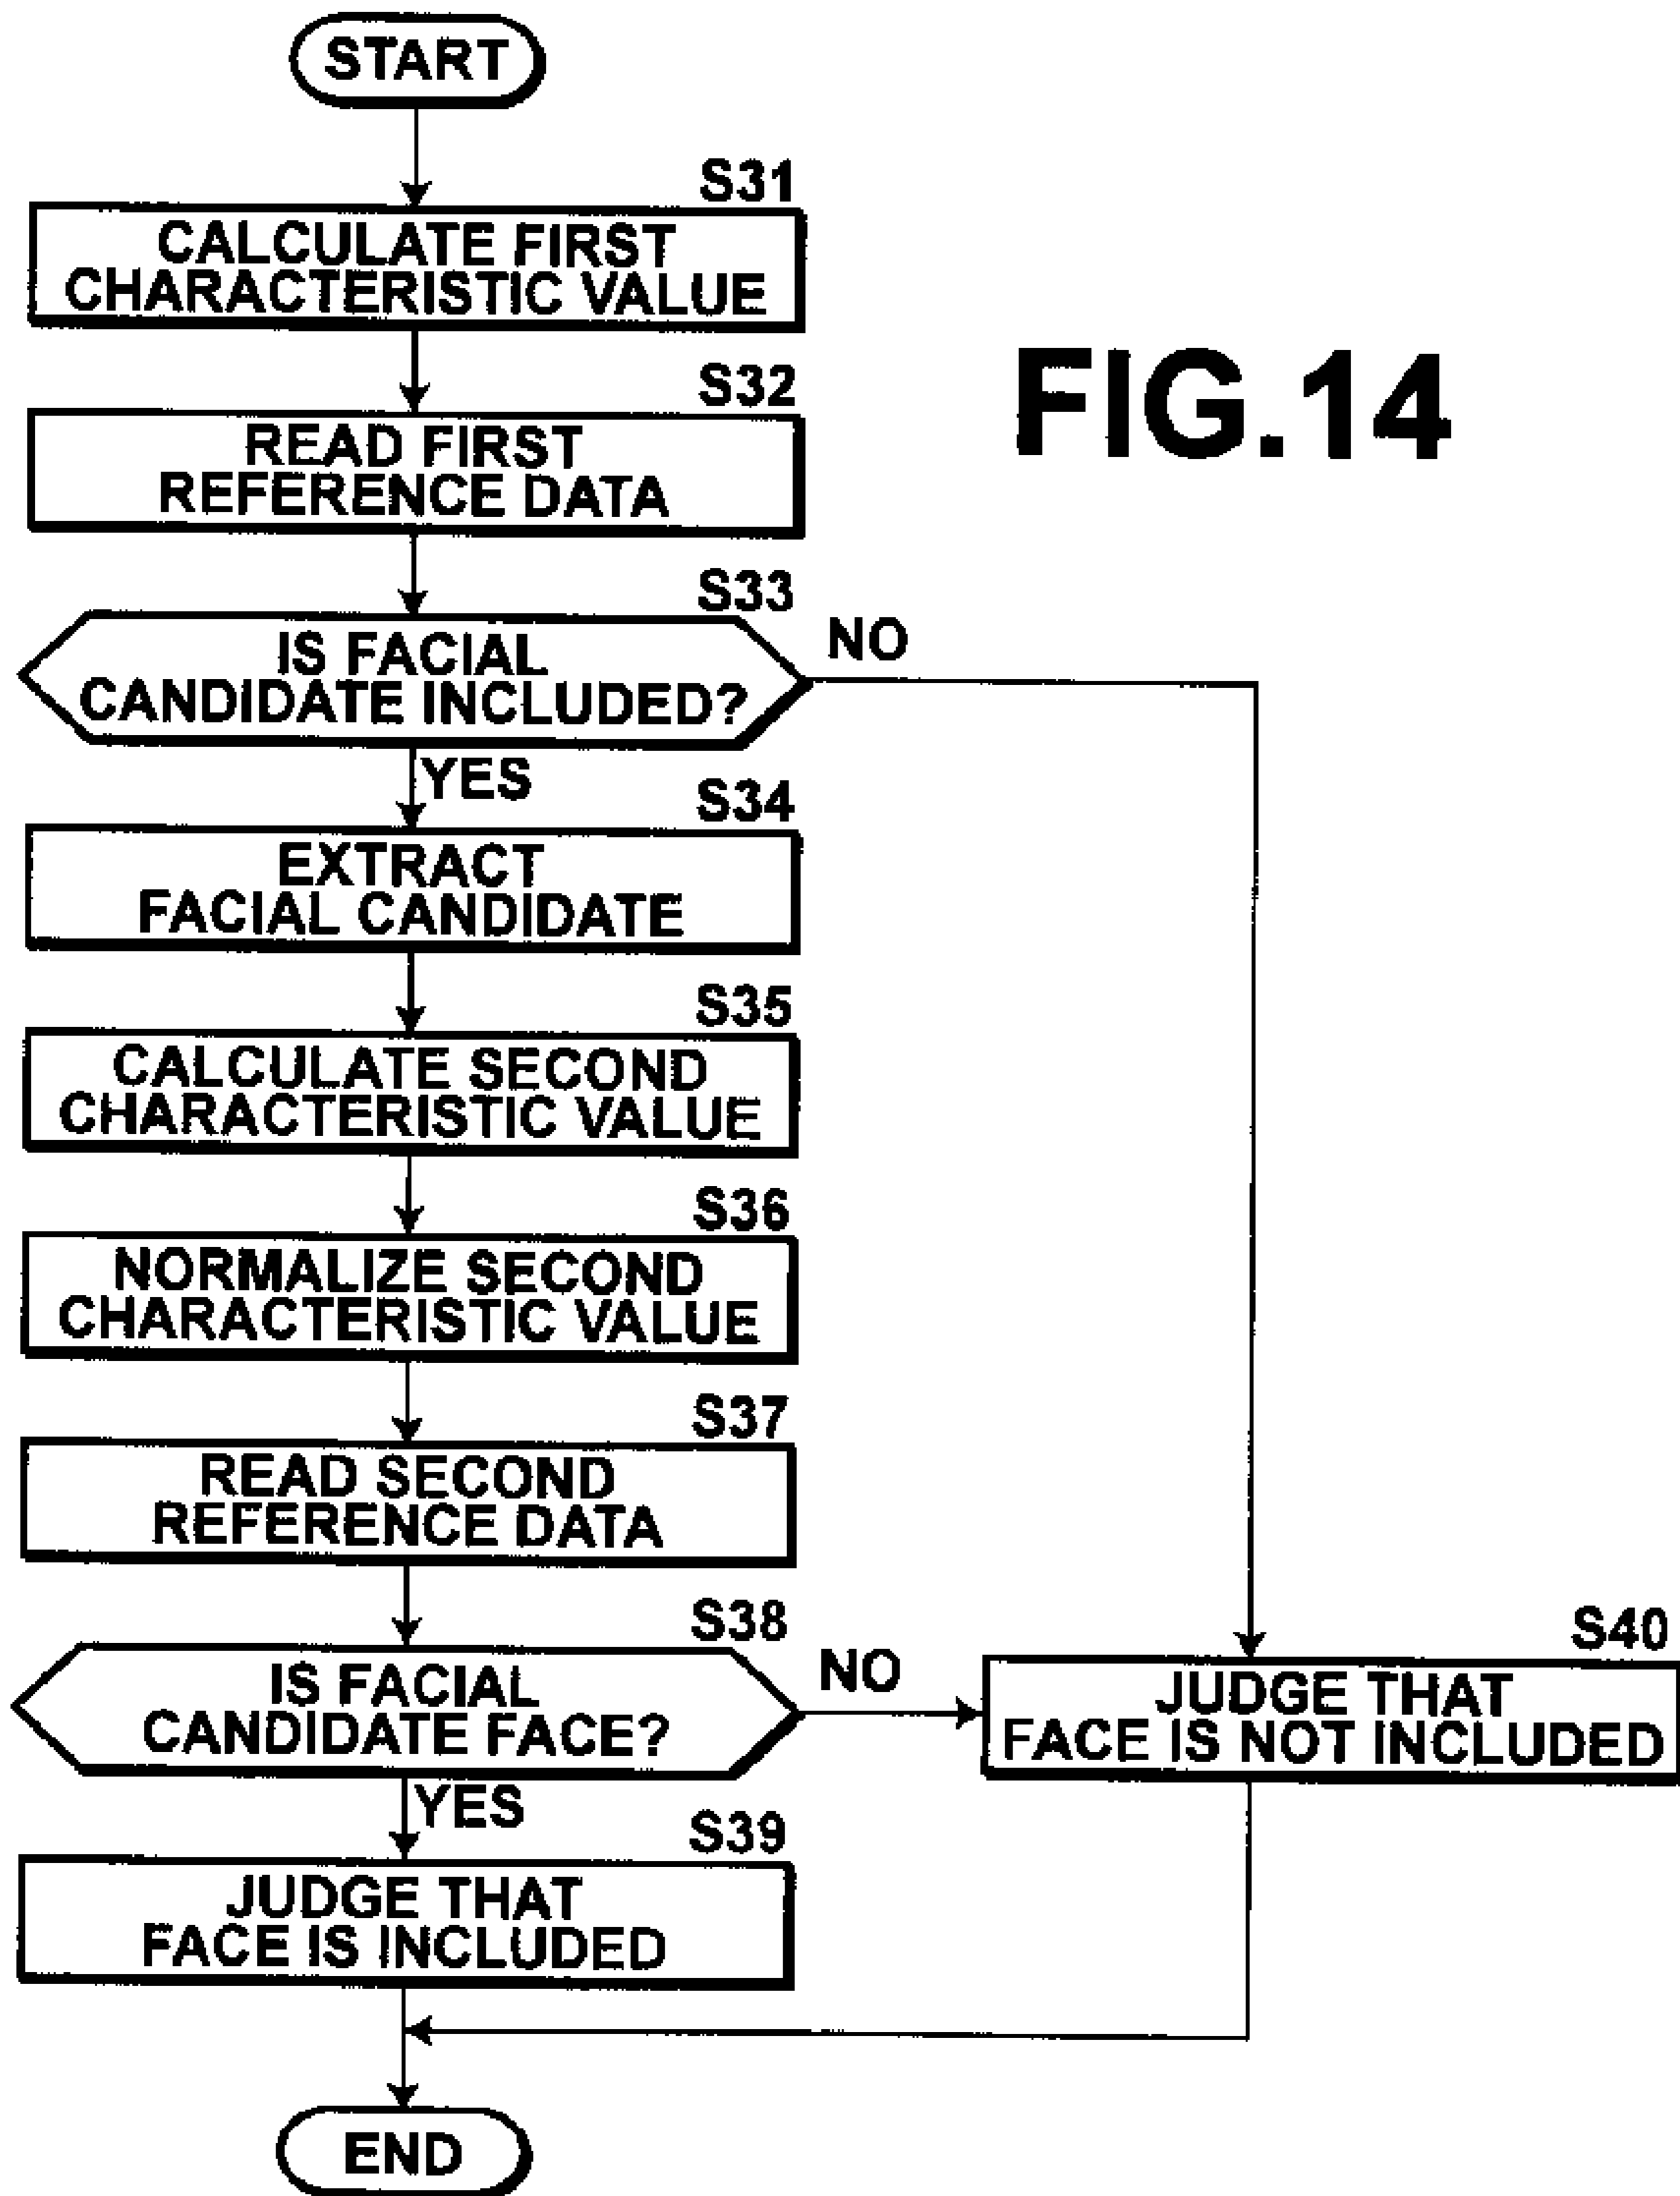 START
S31
CALCULATE FIRST
CHARACTERISTIC VALUE
FIG.14
S32
READ FIRST
REFERENCE DATA
S33
IS FACIAL
CANDIDATE INCLUDED?
NO
YES
S34
EXTRACT
FACIAL CANDIDATE
S35
CALCULATE SECOND
CHARACTERISTIC VALUE
S36
NORMALIZE SECOND
CHARACTERISTIC VALUE
S37
READ SECOND
REFERENCE DATA
S38
IS FACIAL
CANDIDATE FACE?
NO
YES
S40
JUDGE THAT
FACE IS NOT INCLUDED
S39
JUDGE THAT
FACE IS INCLUDED
END